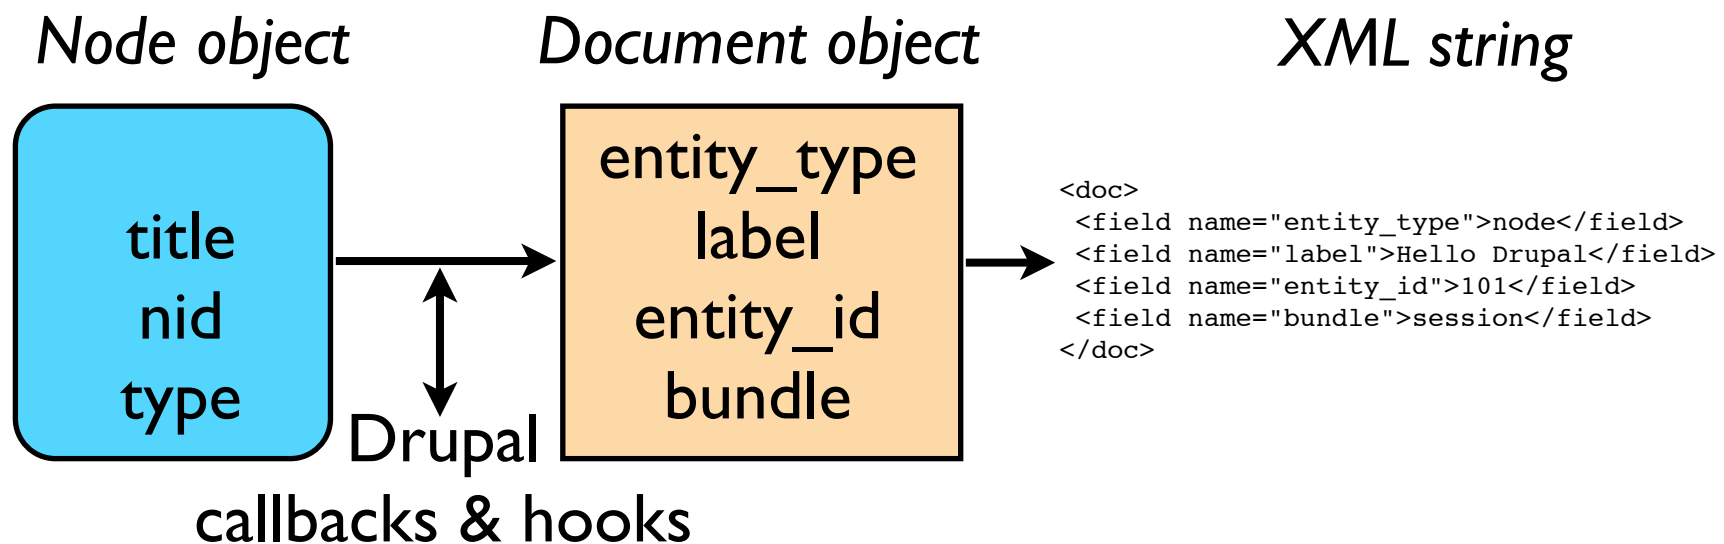 Node object
title
nid
type
Drupal
callbacks & hooks
Document object
entity_type
label
entity_id
bundle
XML string
<doc>
 <field name="entity_type">node</field>
 <field name="label">Hello Drupal</field>
 <field name="entity_id">101</field>
 <field name="bundle">session</field>
</doc>